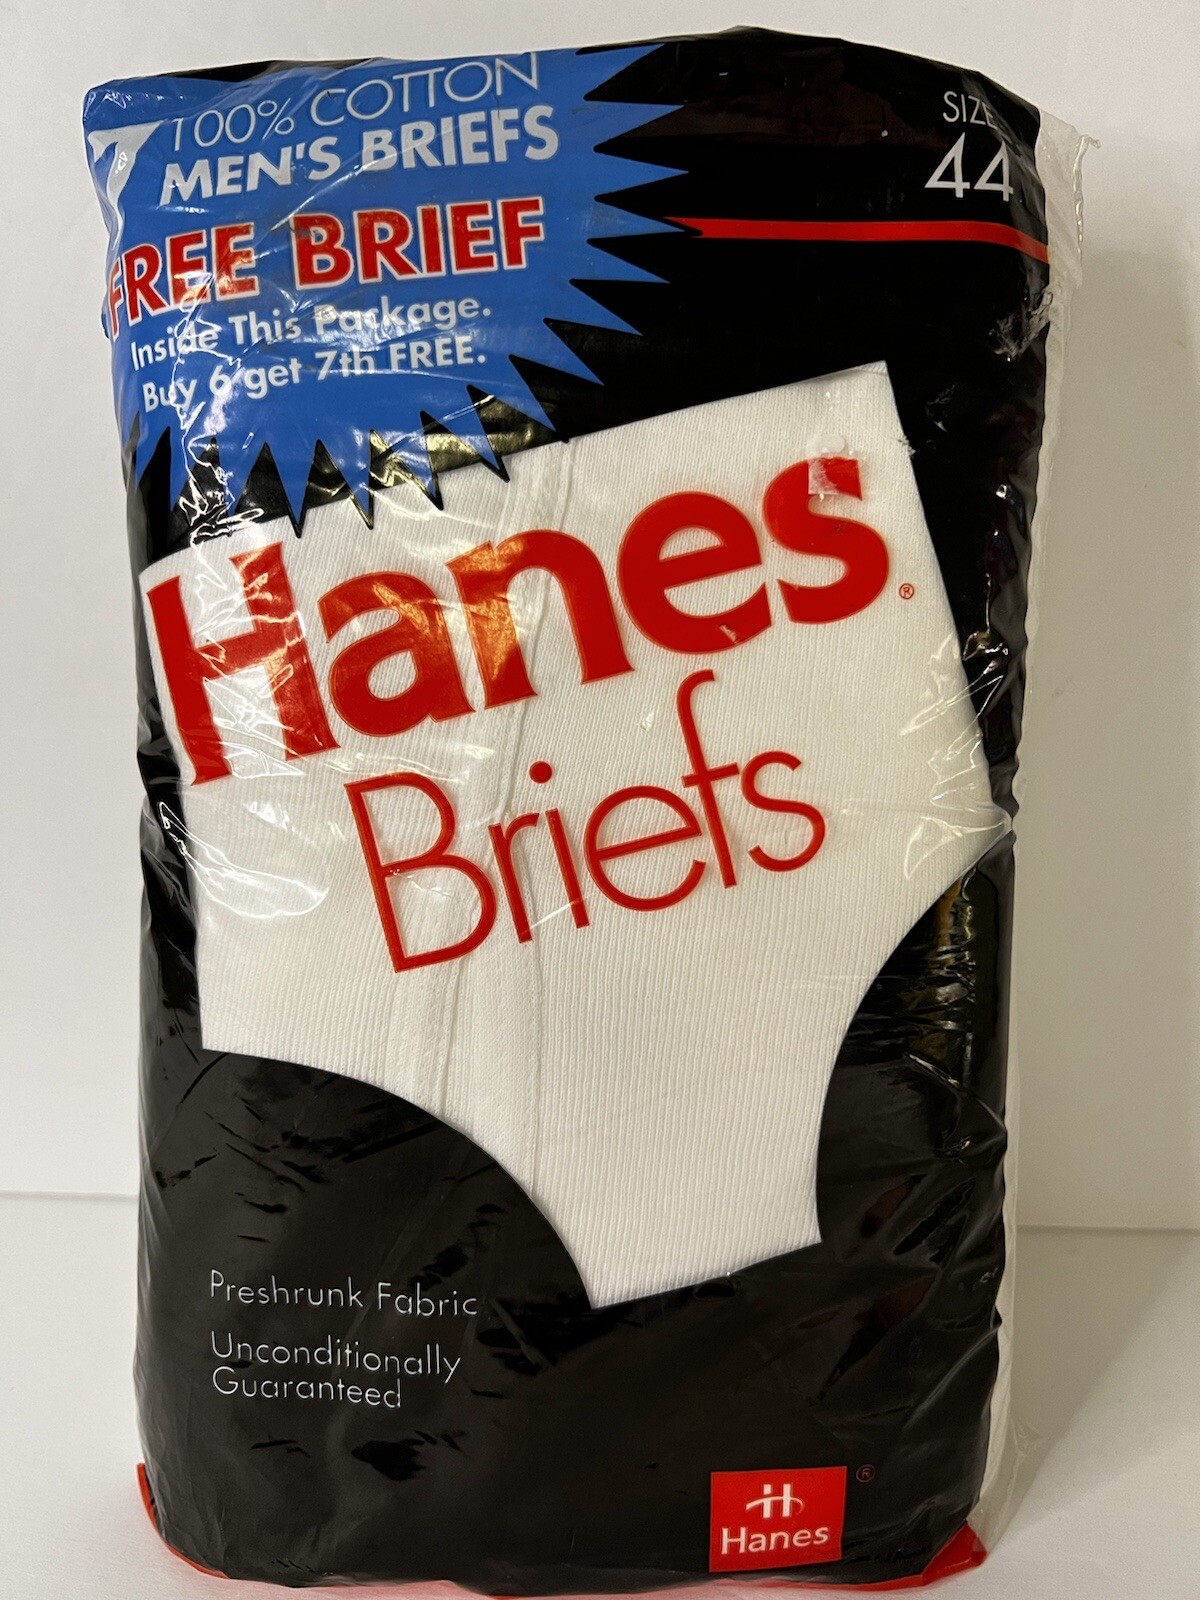 7 100% COTTON
MEN'S BRIEFS
FREE BRIEF
Inside This Package.
Buy 6 get 7th FREE.
SIZE
44
Hanes®
Briefs
Preshrunk Fabric
Unconditionally
Guaranteed
H ®
Hanes